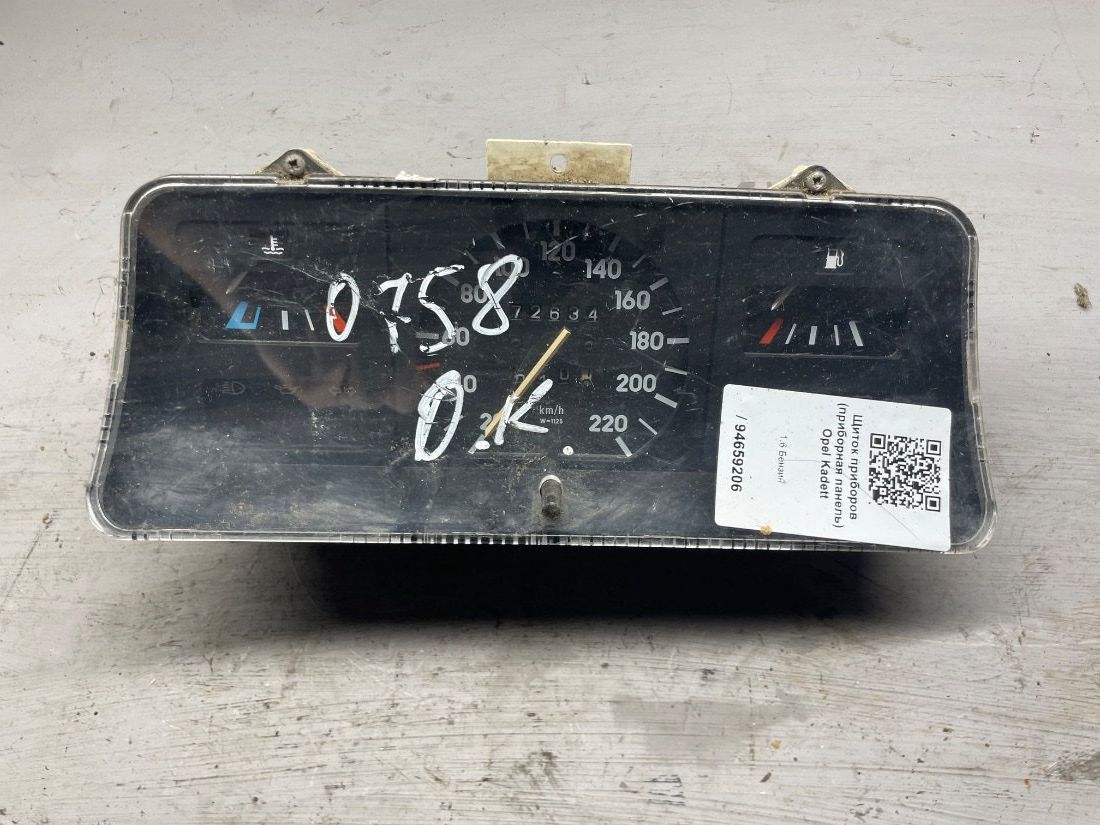 0758
O.K
120
140
80
160
72634
180
200
km/h
W=1125
220
Щиток приборов
(приборная панель)
Opel Kadett
1.6 Бензин
/ 94659206